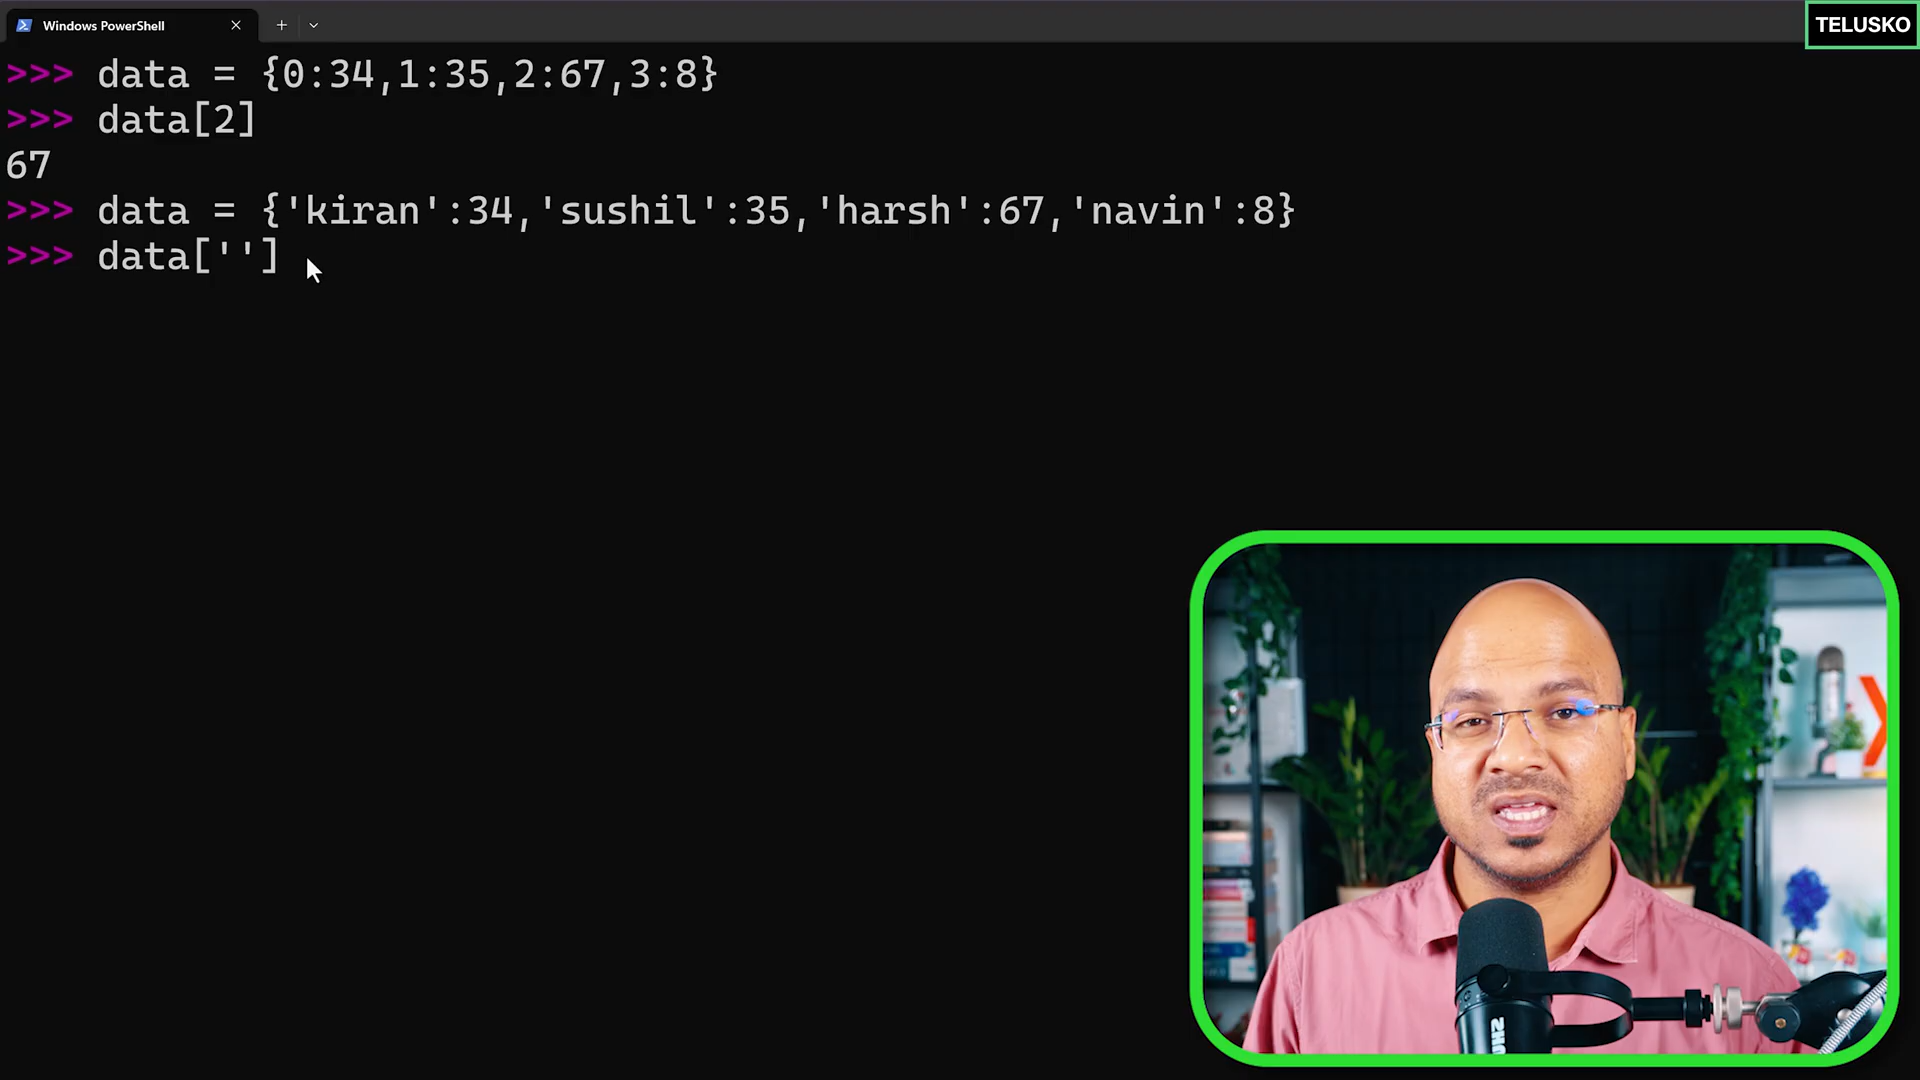 Windows PowerShell
TELUSKO
>>> data = {0:34,1:35,2:67,3:8}
>>> data[2]
67
>>> data = {'kiran':34,'sushil':35,'harsh':67,'navin':8}
>>> data['']
SHU